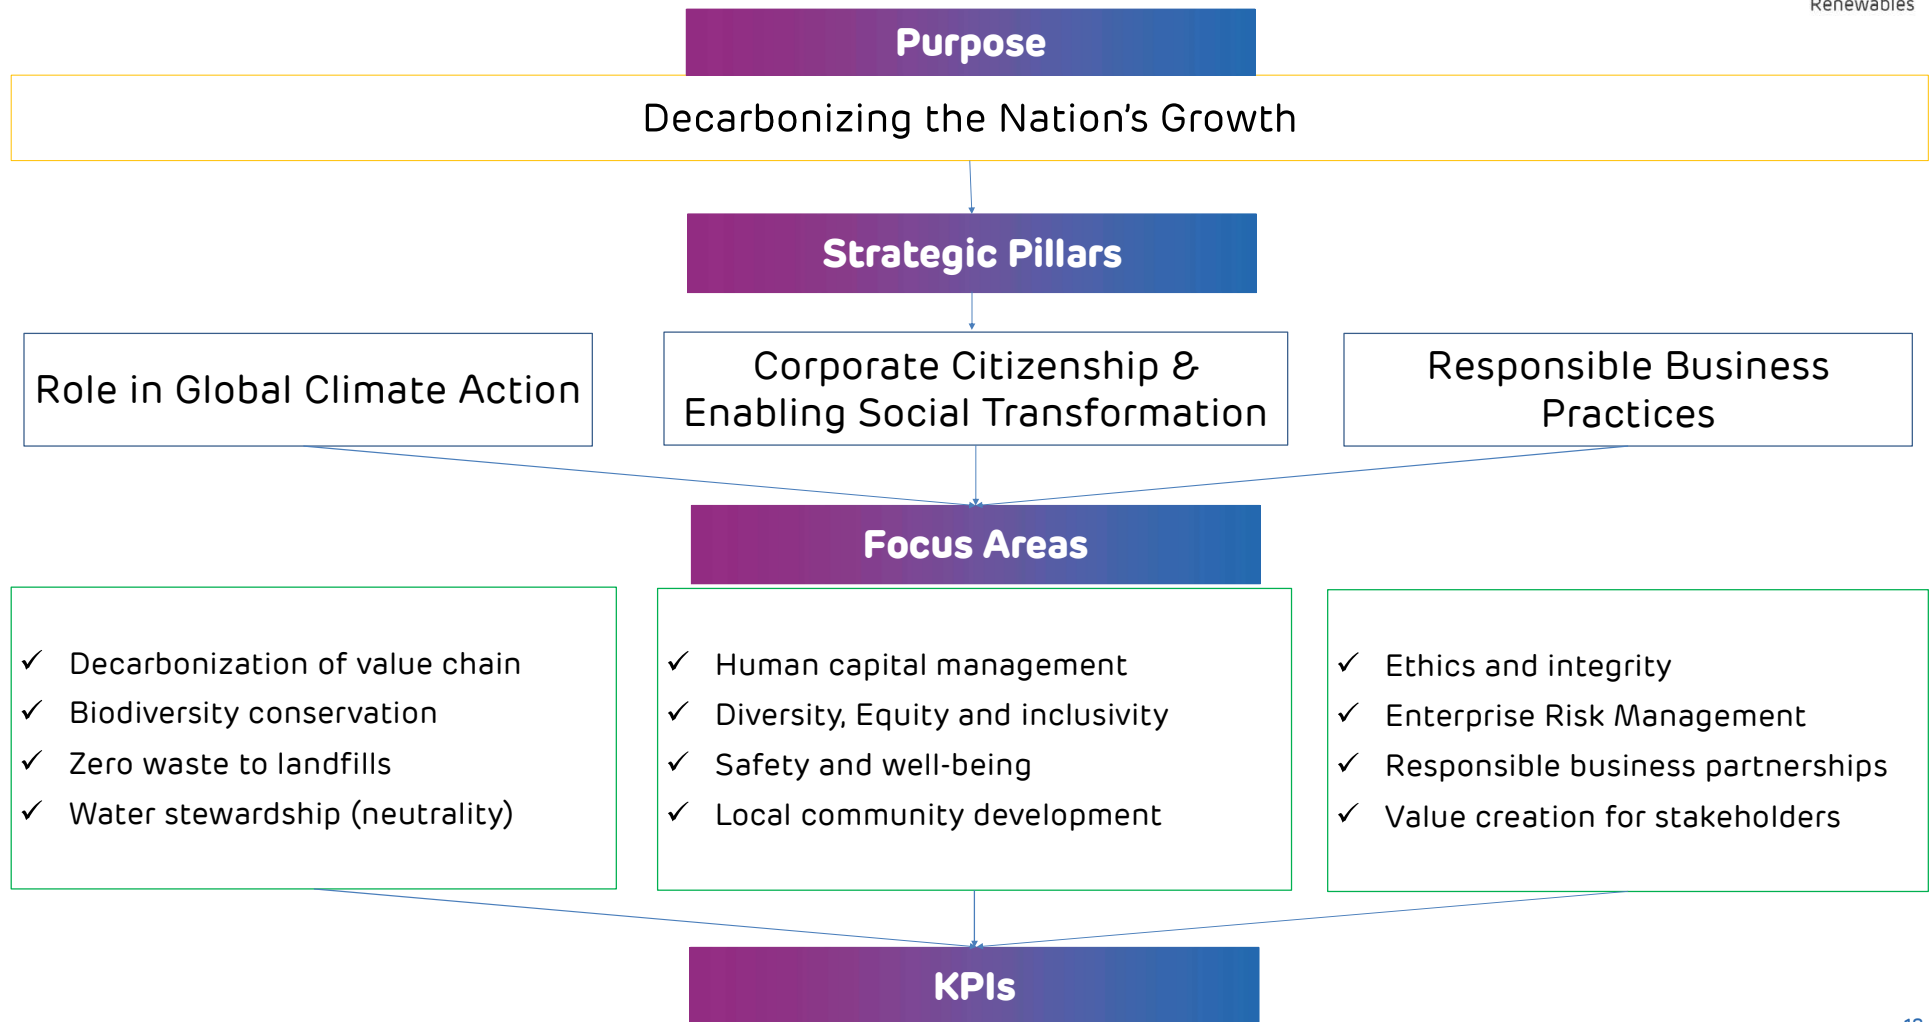 Renewables
Purpose
Decarbonizing the Nation's Growth
Strategic Pillars
Role in Global Climate Action
Corporate Citizenship &
Enabling Social Transformation
Responsible Business
Practices
Focus Areas
✓ Decarbonization of value chain
✓ Biodiversity conservation
✓ Zero waste to landfills
✓ Water stewardship (neutrality)
✓ Human capital management
✓ Diversity, Equity and inclusivity
✓ Safety and well-being
✓ Local community development
✓ Ethics and integrity
✓ Enterprise Risk Management
✓ Responsible business partnerships
✓ Value creation for stakeholders
KPIs